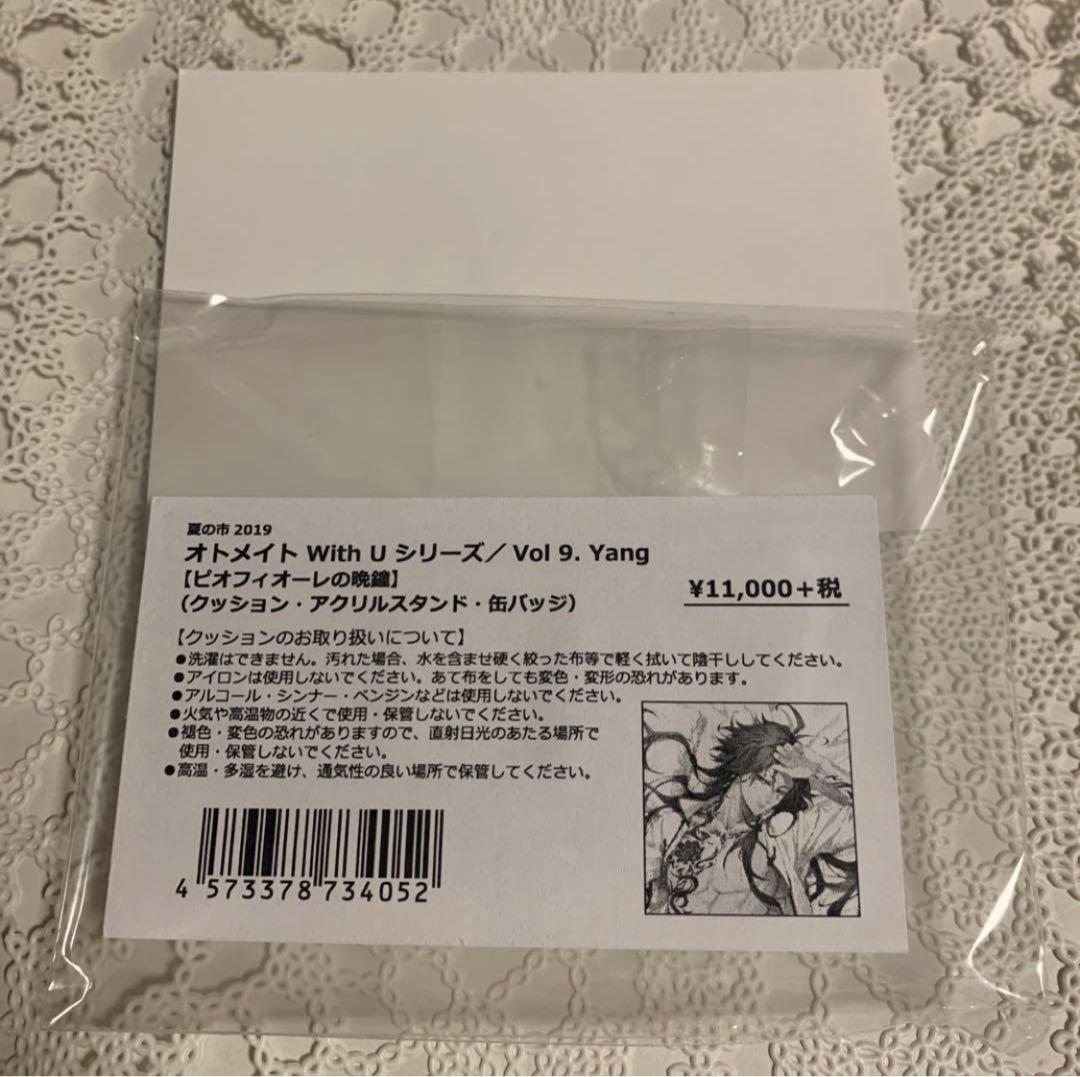 夏の市 2019
オトメイト With U シリーズ／ Vol 9. Yang
【ピオフィオーレの晩鐘】
（クッション・アクリルスタンド・缶バッジ）
¥11,000＋税
【クッションのお取り扱いについて】
●洗濯はできません。汚れた場合、水を含ませ硬く絞った布等で軽く拭いて陰干ししてください。
●アイロンは使用しないでください。あて布をしても変色・変形の恐れがあります。
●アルコール・シンナー・ベンジンなどは使用しないでください。
●火気や高温物の近くで使用・保管しないでください。
●褪色・変色の恐れがありますので、直射日光のあたる場所で
使用・保管しないでください。
●高温・多湿を避け、通気性の良い場所で保管してください。
4 573378 734052